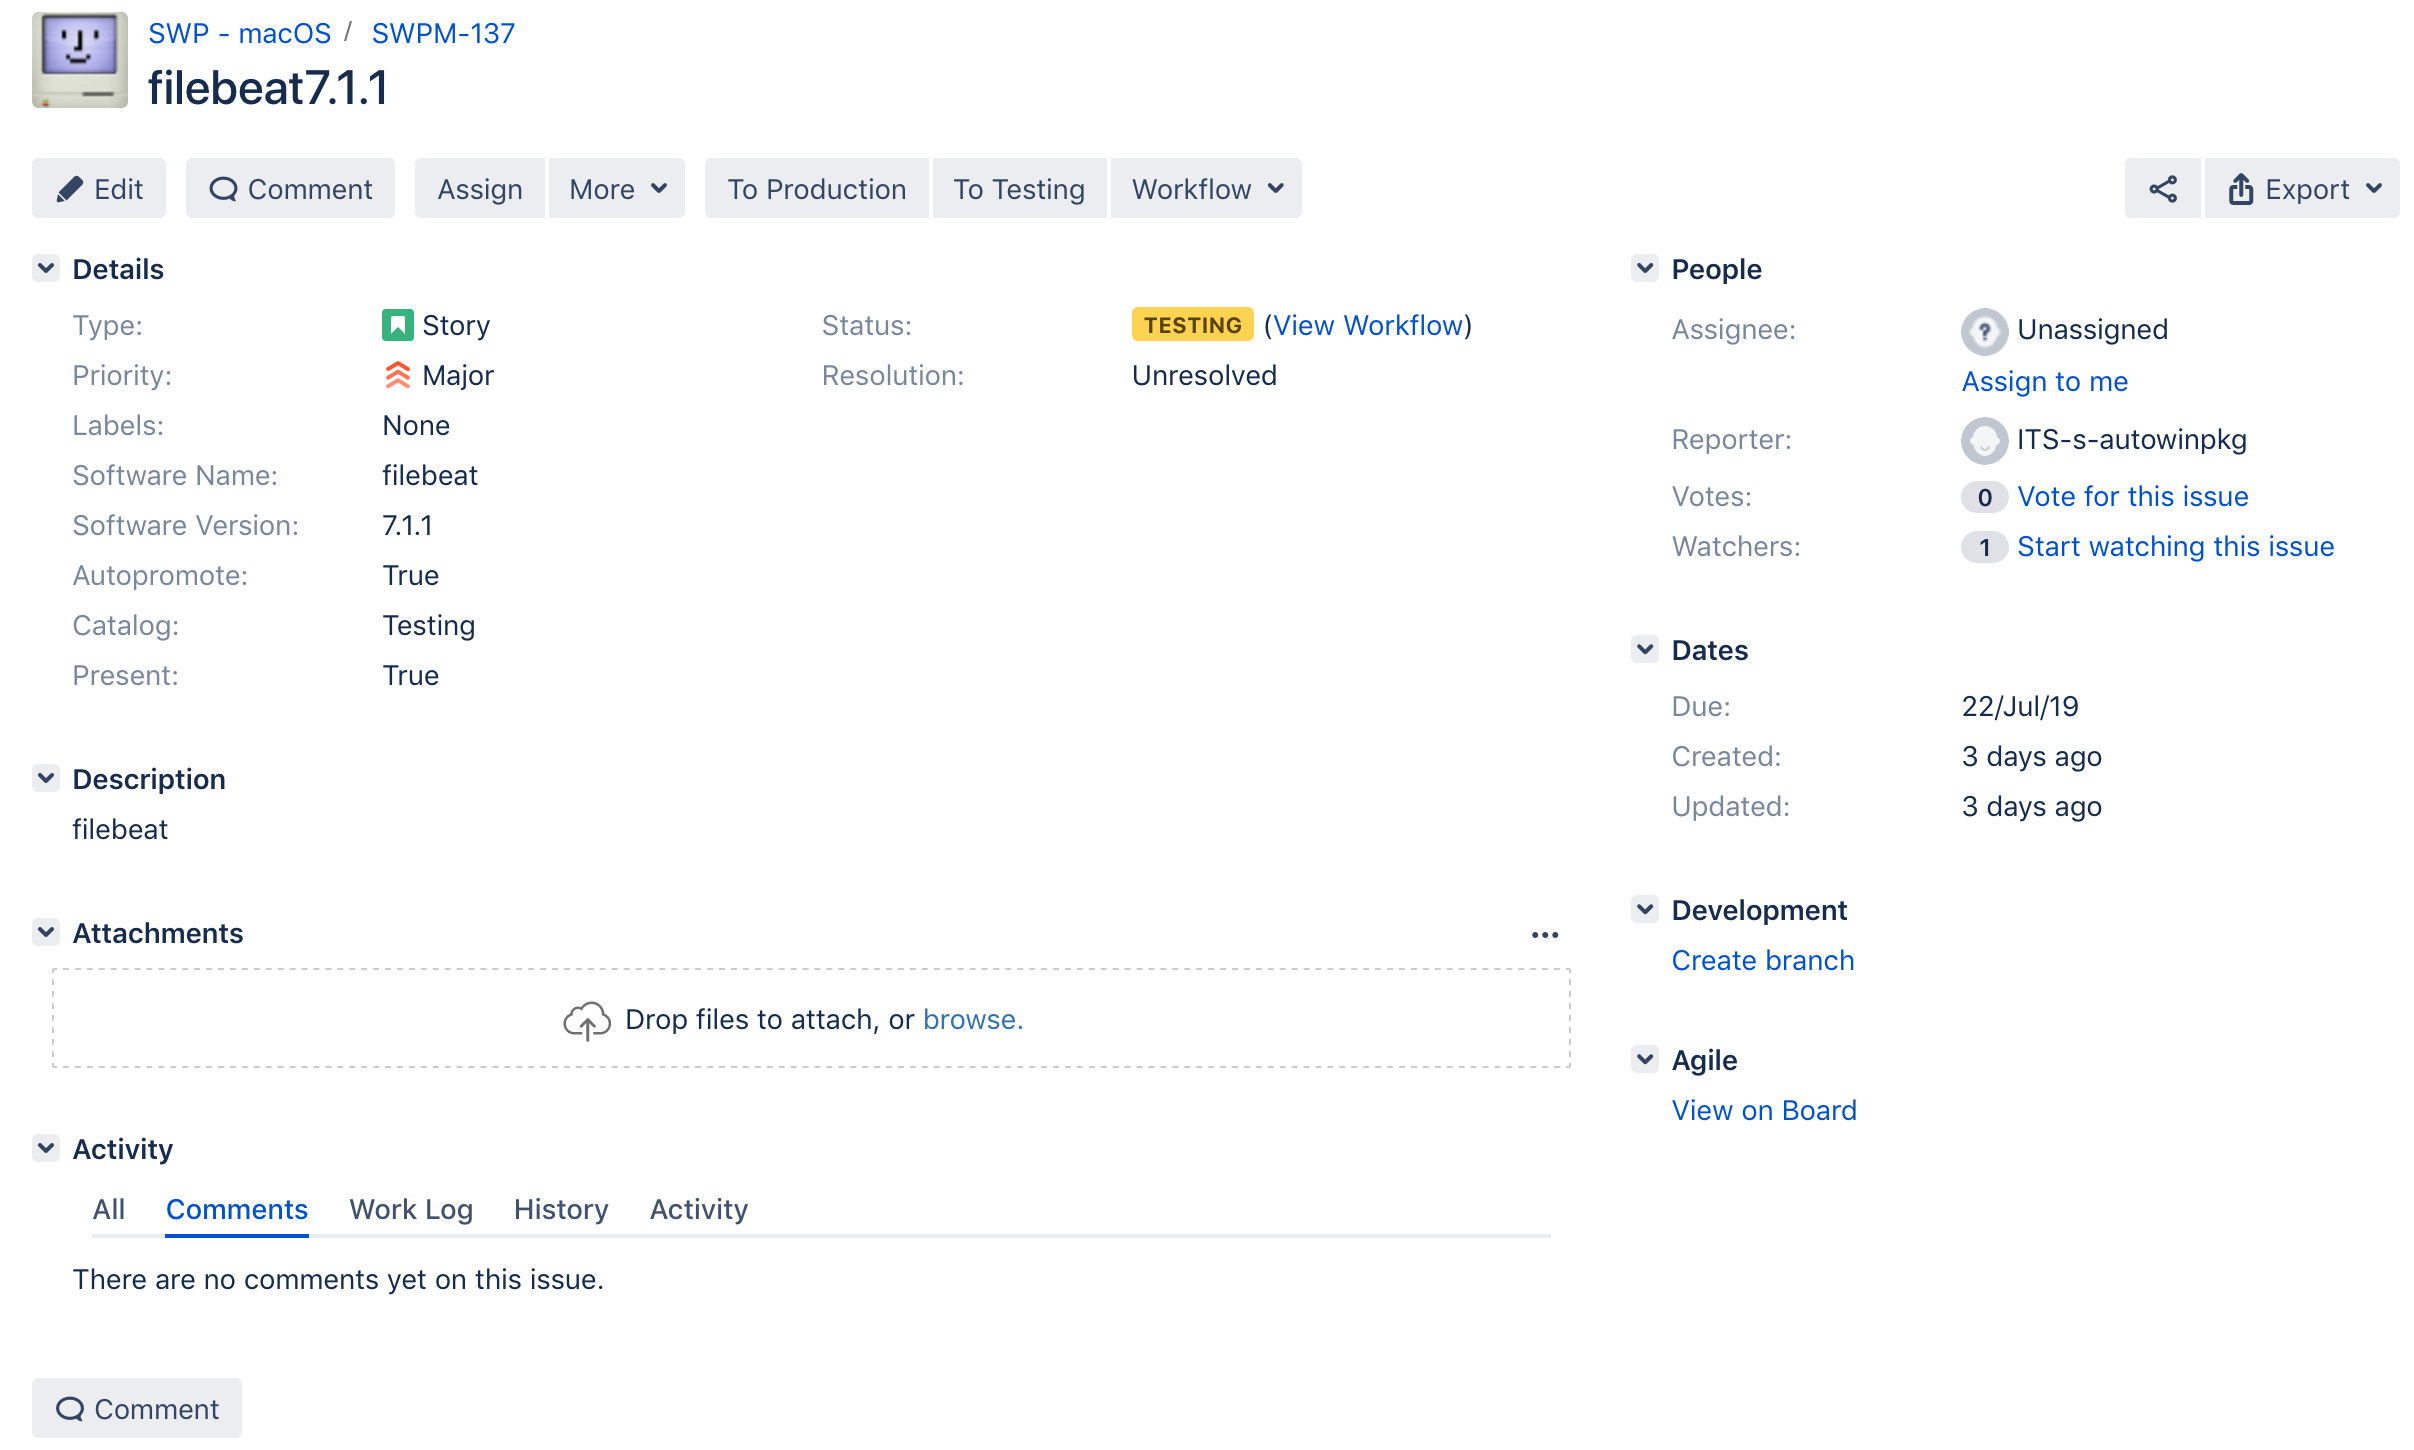 SWP - macOS / SWPM-137
filebeat7.1.1
Edit Comment Assign More To Production To Testing Workflow Export
Details
Type: Story Status: TESTING (View Workflow)
Priority: Major Resolution: Unresolved
Labels: None
Software Name: filebeat
Software Version: 7.1.1
Autopromote: True
Catalog: Testing
Present: True
Description
filebeat
Attachments
Drop files to attach, or browse.
Activity
All Comments Work Log History Activity
There are no comments yet on this issue.
Comment
People
Assignee: ? Unassigned
Assign to me
Reporter: ITS-s-autowinpkg
Votes: 0 Vote for this issue
Watchers: 1 Start watching this issue
Dates
Due: 22/Jul/19
Created: 3 days ago
Updated: 3 days ago
Development
Create branch
Agile
View on Board